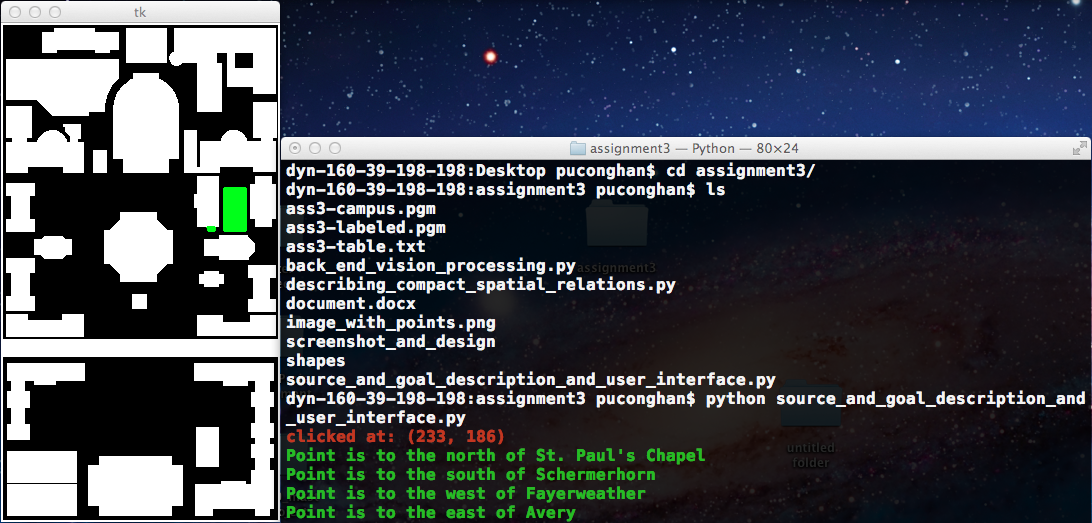 tk
assignment3 — Python — 80×24
dyn-160-39-198-198:Desktop puconghan$ cd assignment3/
dyn-160-39-198-198:assignment3 puconghan$ ls
ass3-campus.pgm
ass3-labeled.pgm
ass3-table.txt
back_end_vision_processing.py
assignment3
describing_compact_spatial_relations.py
document.docx
image_with_points.png
screenshot_and_design
shapes
source_and_goal_description_and_user_interface.py
dyn-160-39-198-198:assignment3 puconghan$ python source_and_goal_description_and
_user_interface.py
clicked at: (233, 186)
Point is to the north of St. Paul's Chapel
untitled
folder
Point is to the south of Schermerhorn
Point is to the west of Fayerweather
Point is to the east of Avery